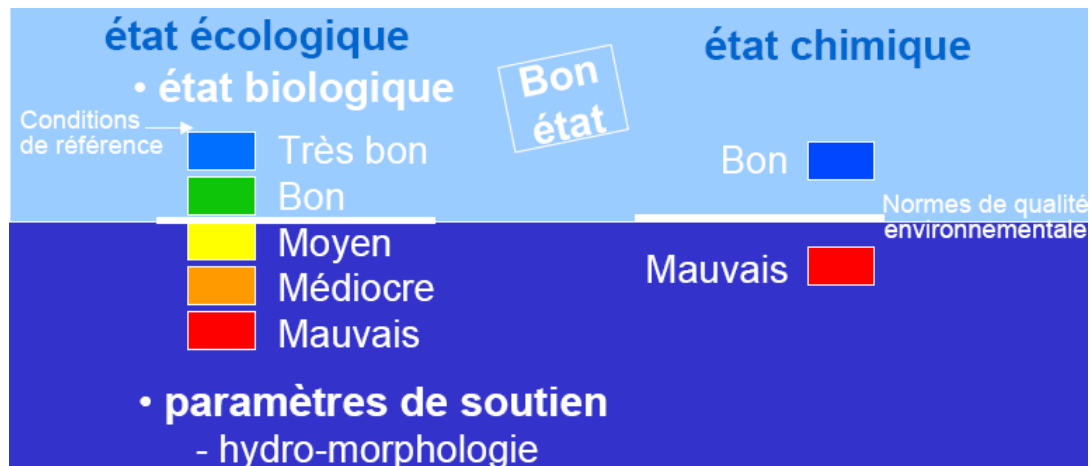 état écologique
• état biologique
Conditions
de référence
Très bon
Bon
Moyen
Médiocre
Mauvais
• paramètres de soutien
- hydro-morphologie
Bon
état
état chimique
Bon
Normes de qualité
environnementale
Mauvais